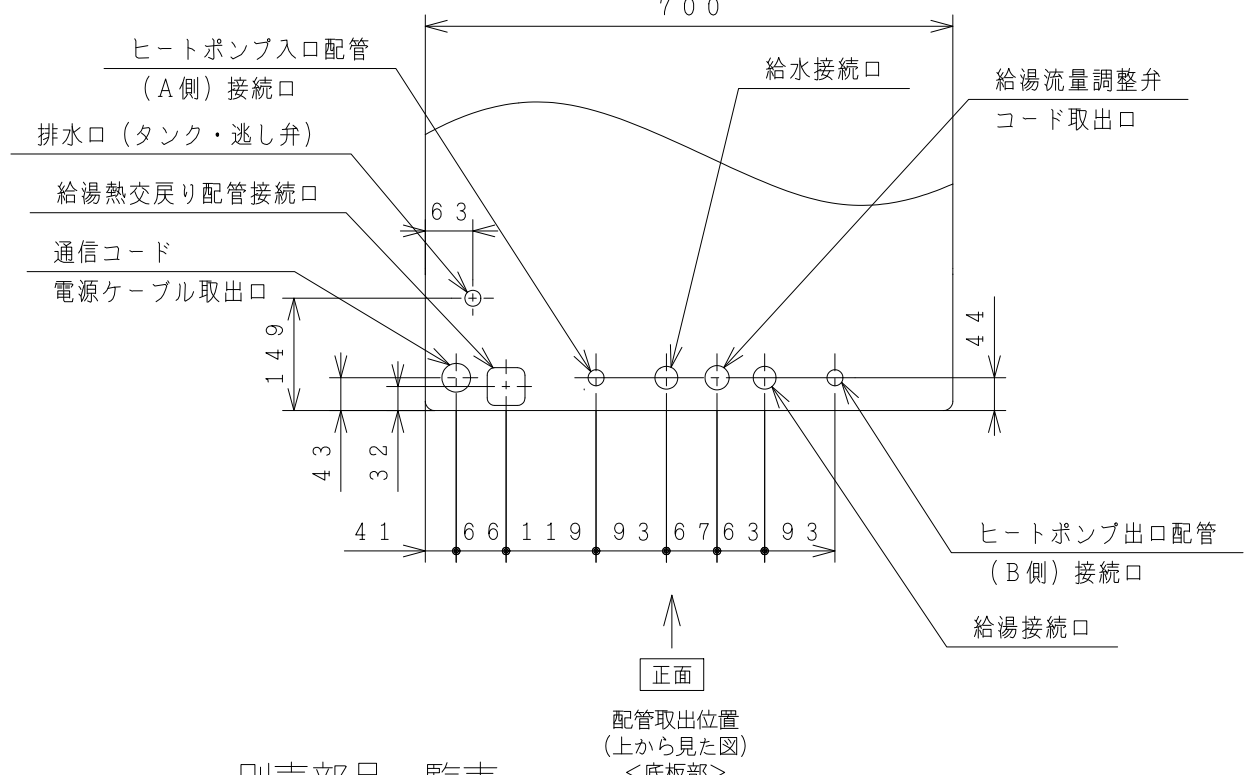 700
ヒートポンプ入口配管
（A側）接続口
給水接続口
給湯流量調整弁
コード取出口
排水口（タンク・逃し弁）
給湯熱交戻り配管接続口
63
通信コード
電源ケーブル取出口
149
44
43
32
41 66 119 93 67 63 93
ヒートポンプ出口配管
（B側）接続口
給湯接続口
正面
配管取出位置
（上から見た図）
＜底板部＞